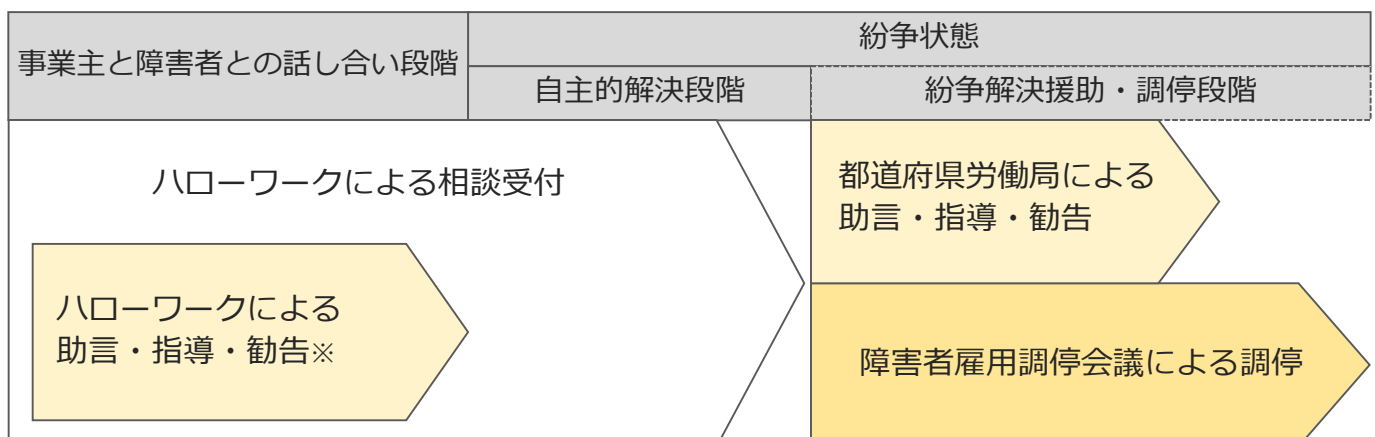 事業主と障害者との話し合い段階
紛争状態
自主的解決段階
紛争解決援助・調停段階
ハローワークによる相談受付
ハローワークによる
助言・指導・勧告※
都道府県労働局による
助言・指導・勧告
障害者雇用調停会議による調停